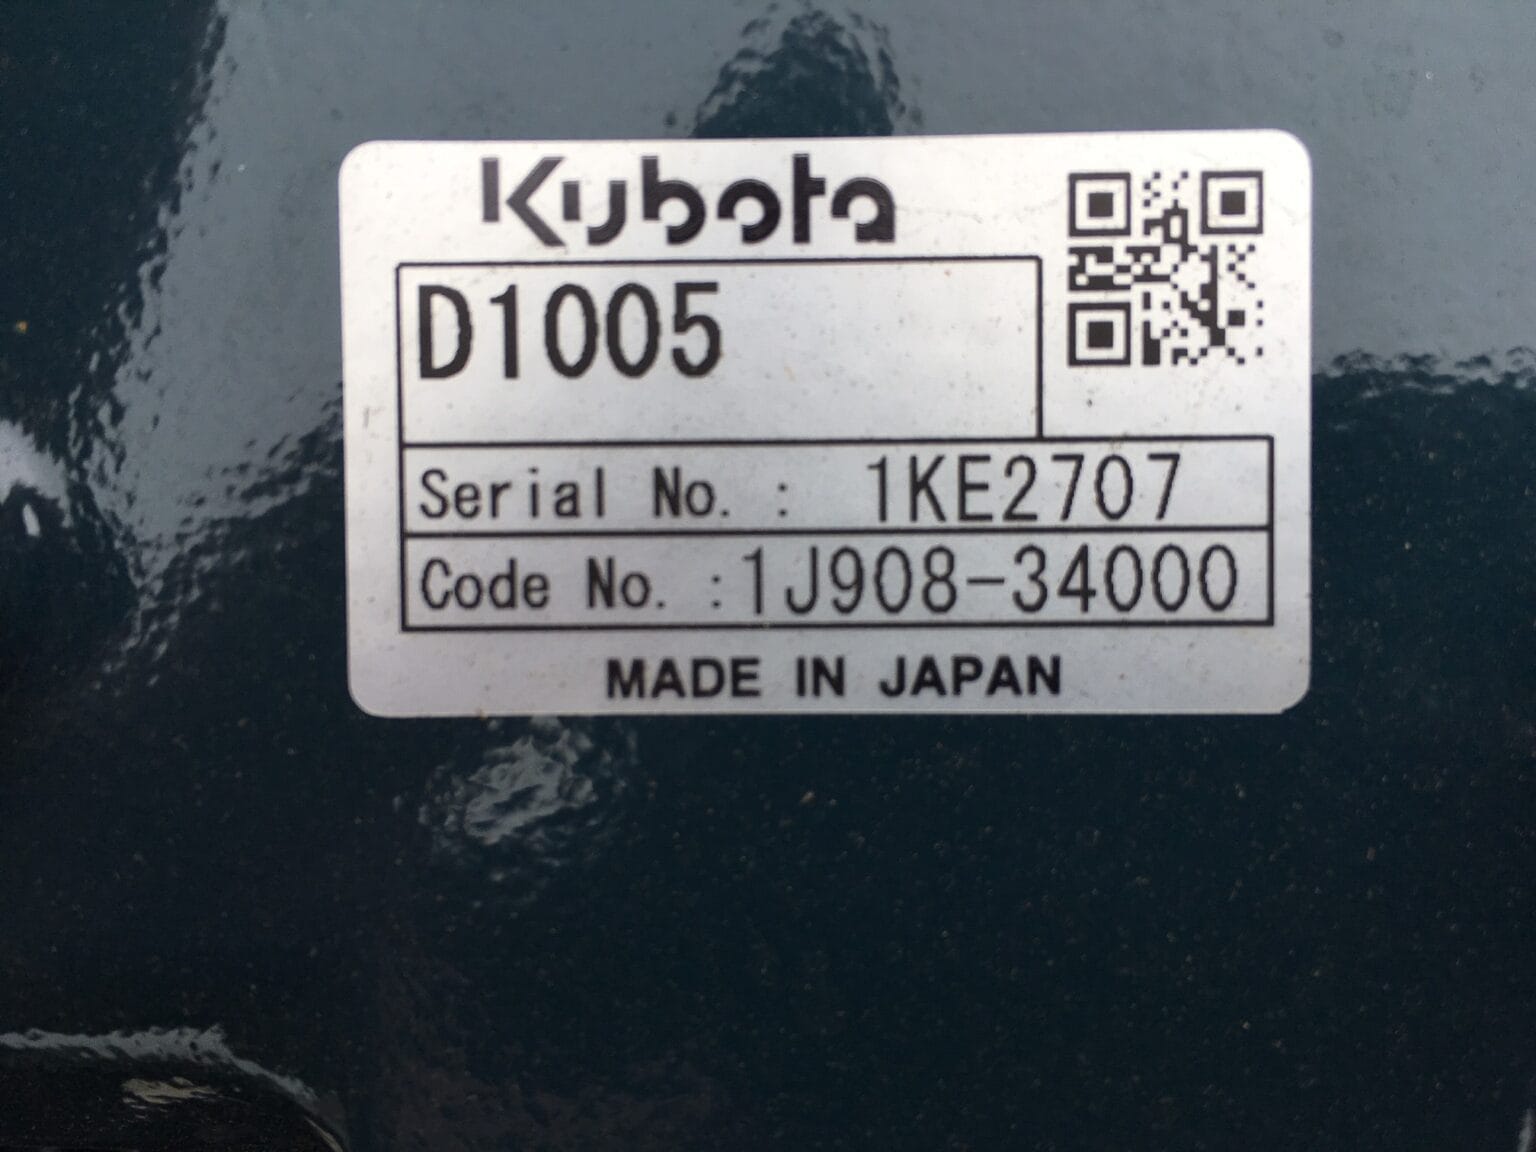 Kubota
D1005
Serial No. : 1KE2707
Code No. :1J908-34000
MADE IN JAPAN